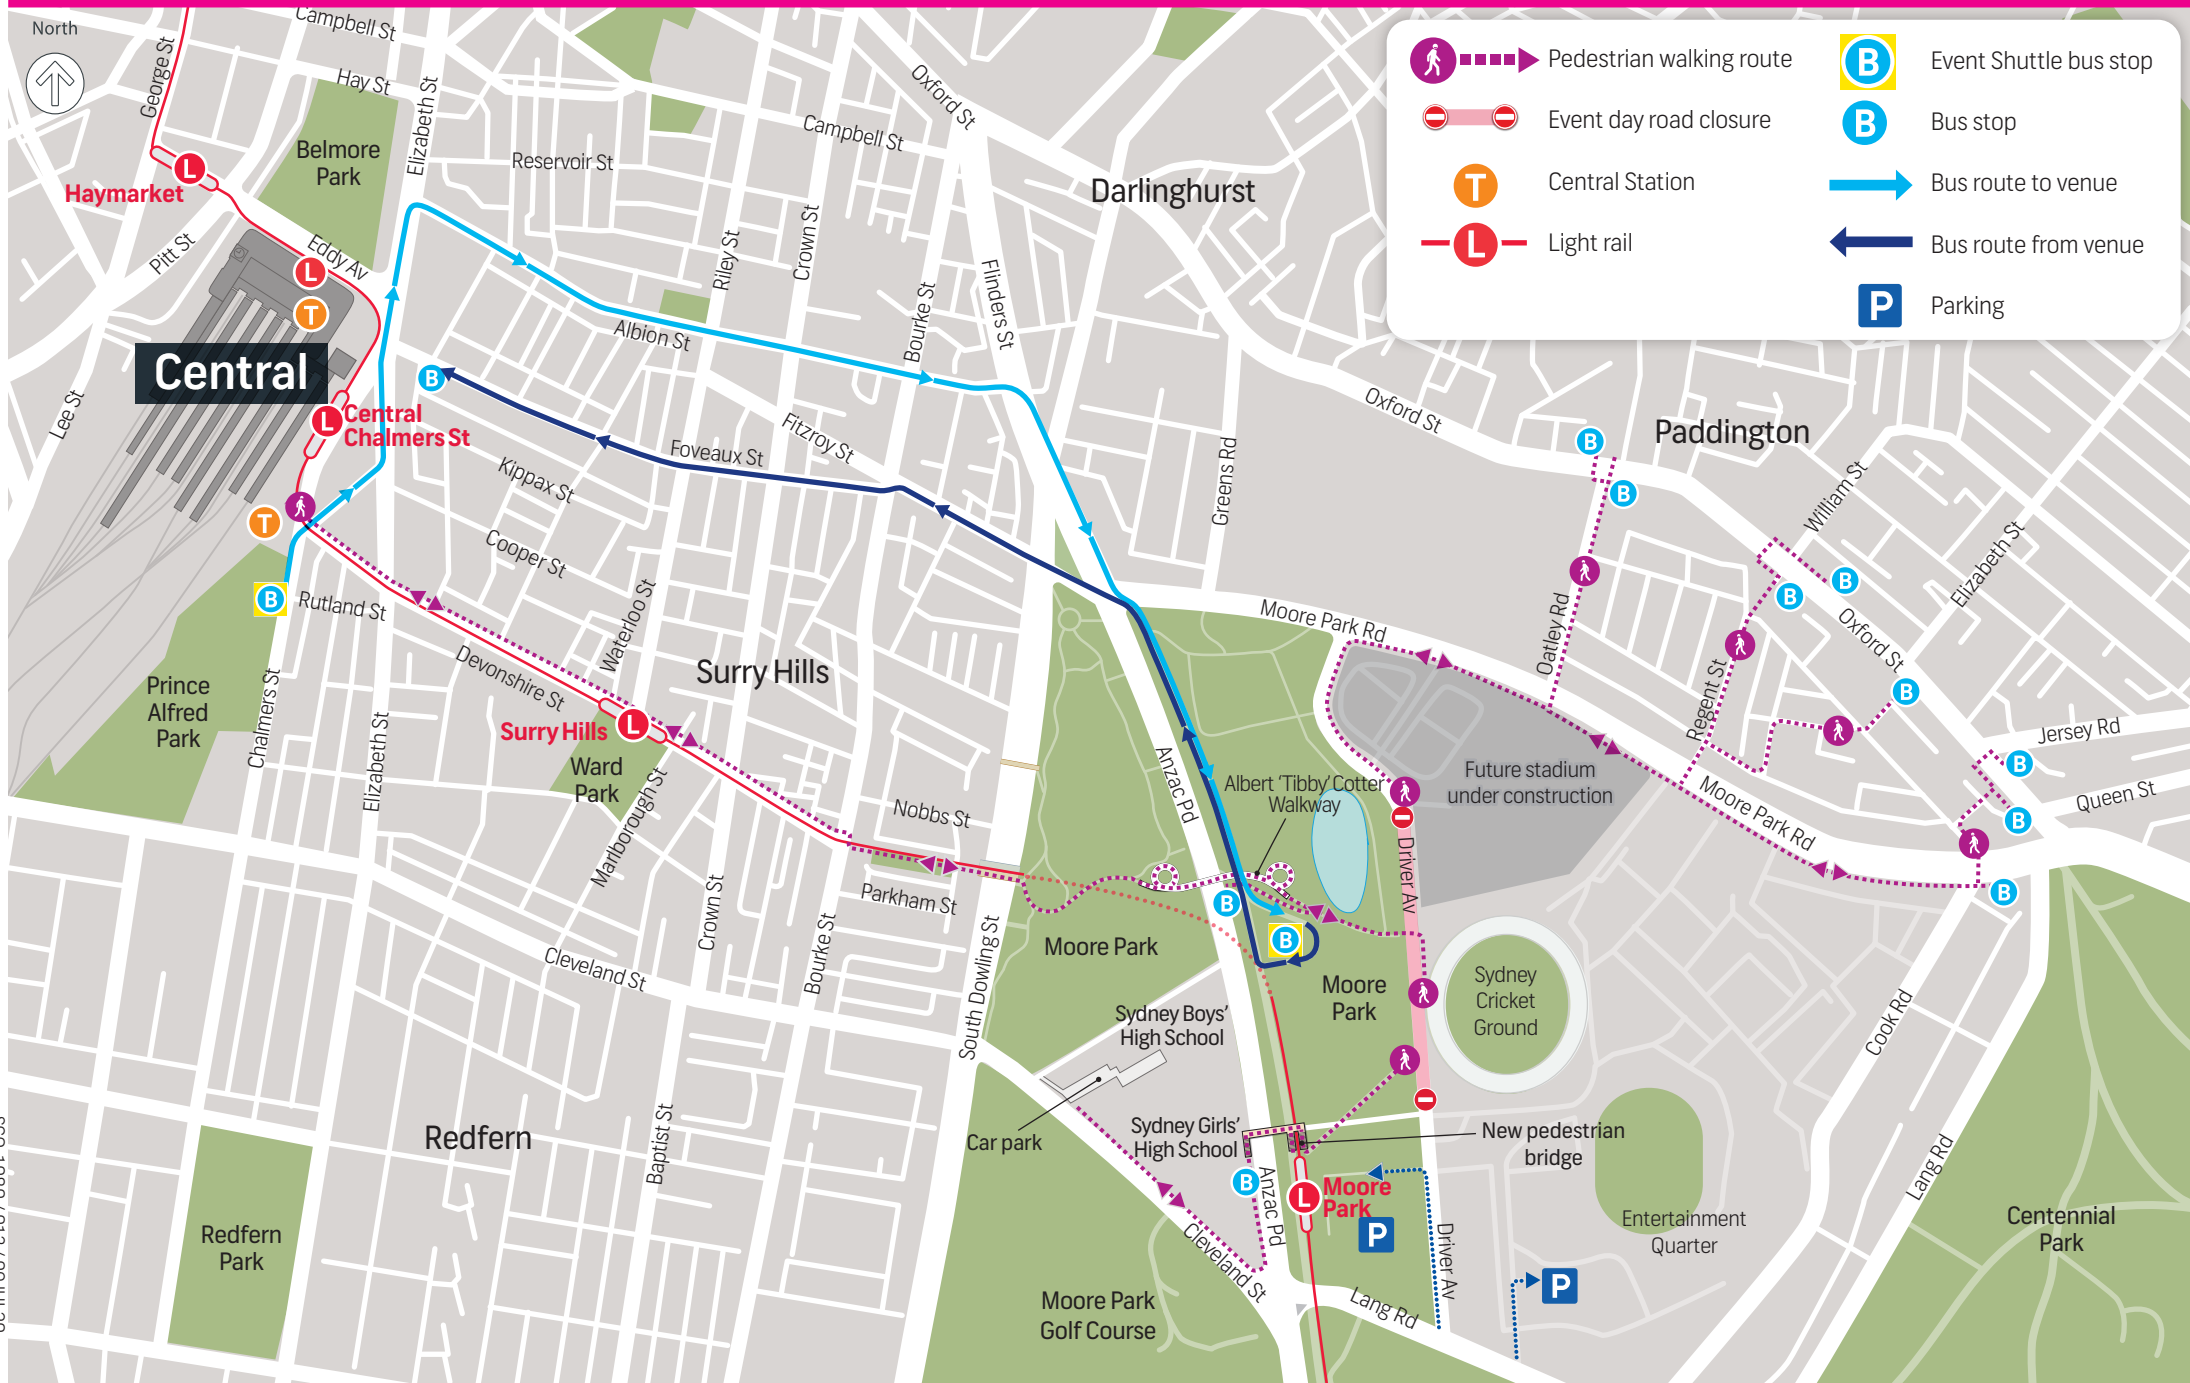 North
Campbell St
Hay St
George St
Elizabeth St
Belmore
Park
Reservoir St
Haymarket
L
Pitt St
Eddy Av
L
T
Central
Lee St
L
Central
Chalmers St
T
B
B
Rutland St
Prince
Alfred
Park
Chalmers St
Elizabeth St
Devonshire St
Kippax St
Cooper St
Waterloo St
Albion St
Foveaux St
Fitzroy St
Riley St
Crown St
Bourke St
Flinders St
Campbell St
Oxford St
Darlinghurst
Greens Rd
Surry Hills
Surry Hills
L
Ward
Park
Marlborough St
Nobbs St
Parkham St
Crown St
Bourke St
South Dowling St
Cleveland St
Baptist St
Redfern
Redfern
Park
Pedestrian walking route
Event day road closure
T
Central Station
L
Light rail
B
Event Shuttle bus stop
B
Bus stop
Bus route to venue
Bus route from venue
P
Parking
Oxford St
Paddington
B
B
William St
Elizabeth St
Oatley Rd
Regent St
B
B
Oxford St
B
Jersey Rd
B
Queen St
B
B
Moore Park Rd
Moore Park Rd
Future stadium
under construction
Albert ‘Tibby’ Cotter
Walkway
Anzac Pd
Driver Av
B
B
Moore Park
Moore
Park
Sydney
Cricket
Ground
Sydney Boys’
High School
Car park
Sydney Girls’
High School
B
Anzac Pd
New pedestrian
bridge
L
Moore
Park
P
P
Driver Av
Cleveland St
Lang Rd
Moore Park
Golf Course
Entertainment
Quarter
Cook Rd
Lang Rd
Centennial
Park